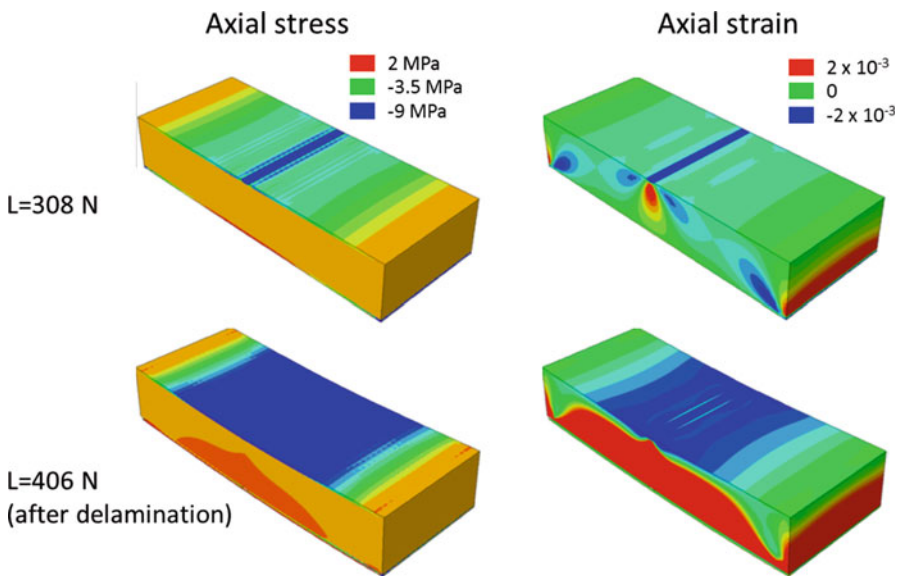 Axial stress
Axial strain
2 MPa
-3.5 MPa
-9 MPa
2 x 10⁻³
0
-2 x 10⁻³
L=308 N
L=406 N
(after delamination)